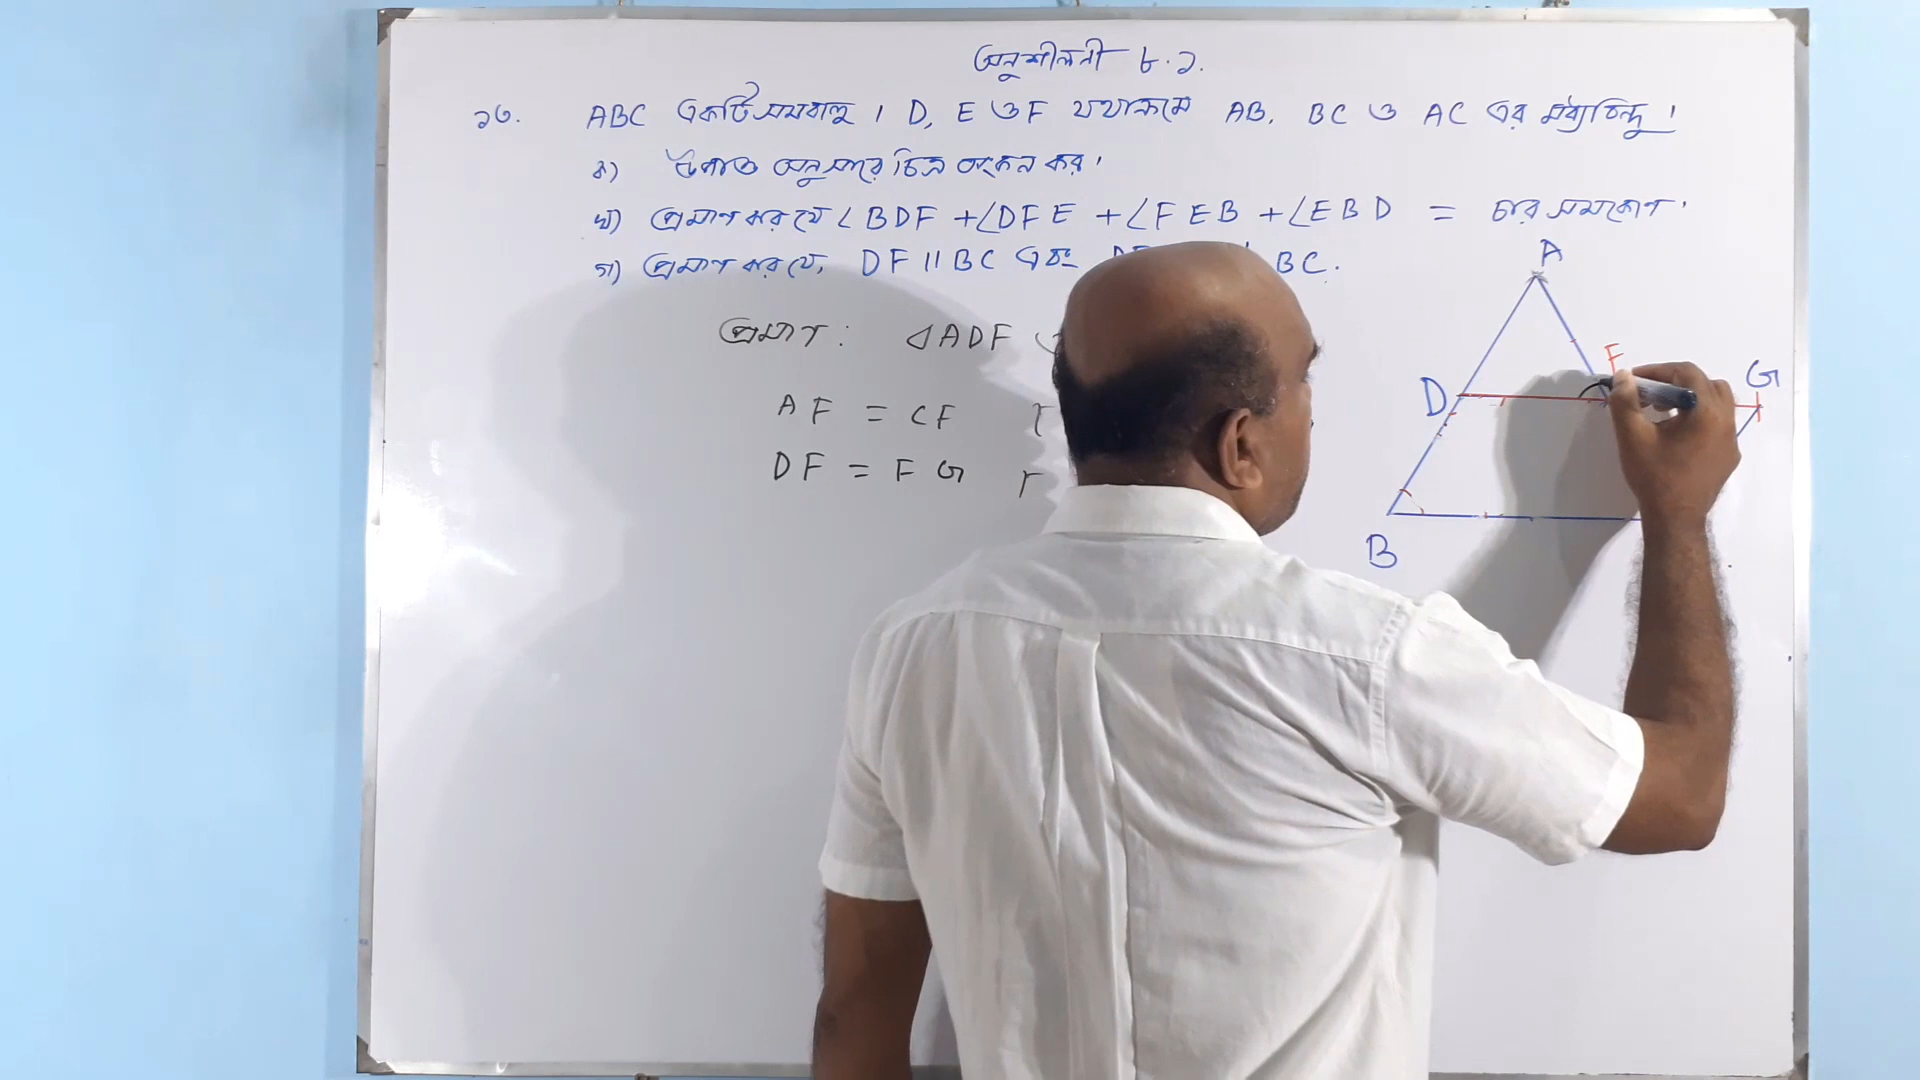 অনুশীলনী ৮.১.
১৩. ABC একটি সমবাহু । D, E ও F যথাক্রমে AB, BC ও AC এর মধ্যবিন্দু ।
ক) উপাত্ত অনুসারে চিত্র অংকন কর ।
খ) প্রমাণ কর যে ∠BDF + ∠DFE + ∠FEB + ∠EBD = চার সমকোণ .
গ) প্রমাণ কর যে, DF || BC এবং BC .
প্রমাণ : △ADF
AF = CF
DF = FG
A
F
D
G
B